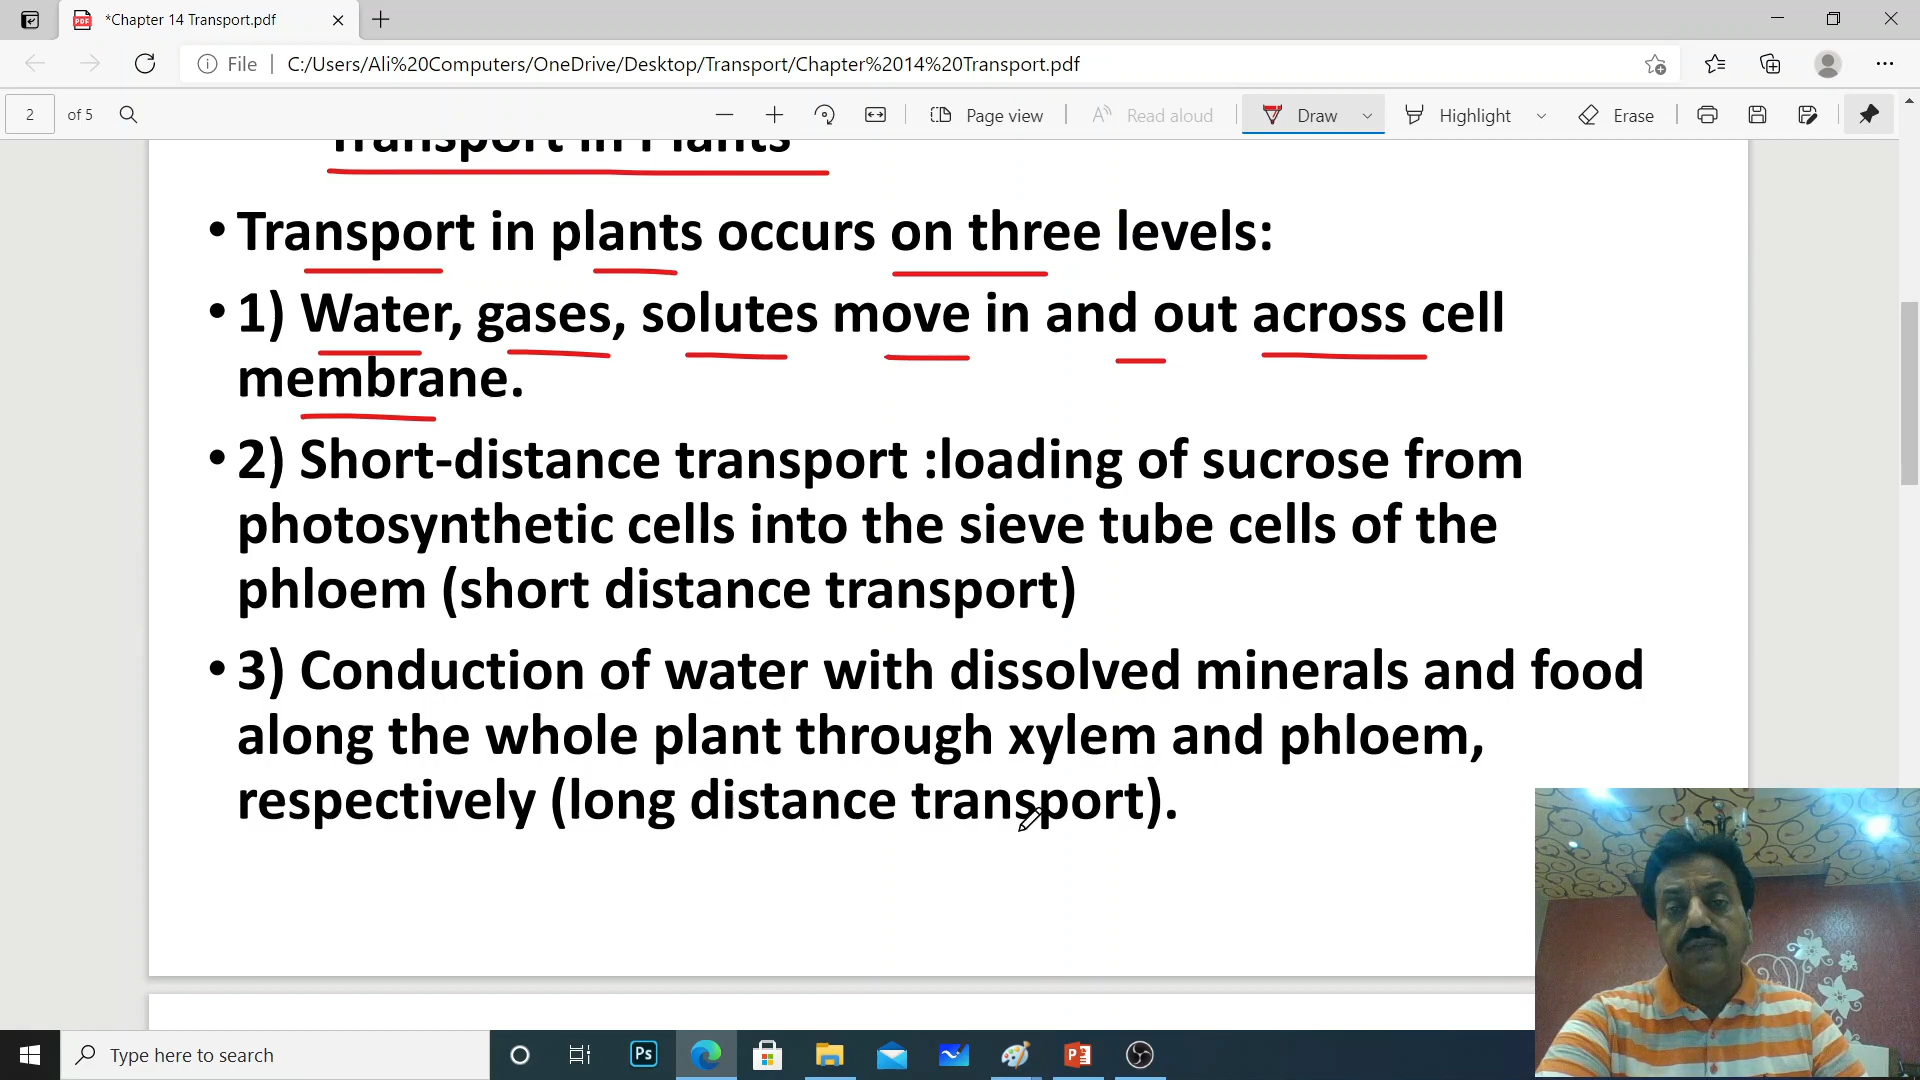 *Chapter 14 Transport.pdf
File
C:/Users/Ali%20Computers/OneDrive/Desktop/Transport/Chapter%2014%20Transport.pdf
2 of 5
Page view
Read aloud
Draw
Highlight
Erase
Transport in Plants
• Transport in plants occurs on three levels:
• 1) Water, gases, solutes move in and out across cell
membrane.
• 2) Short-distance transport :loading of sucrose from
photosynthetic cells into the sieve tube cells of the
phloem (short distance transport)
• 3) Conduction of water with dissolved minerals and food
along the whole plant through xylem and phloem,
respectively (long distance transport).
Type here to search
Ps